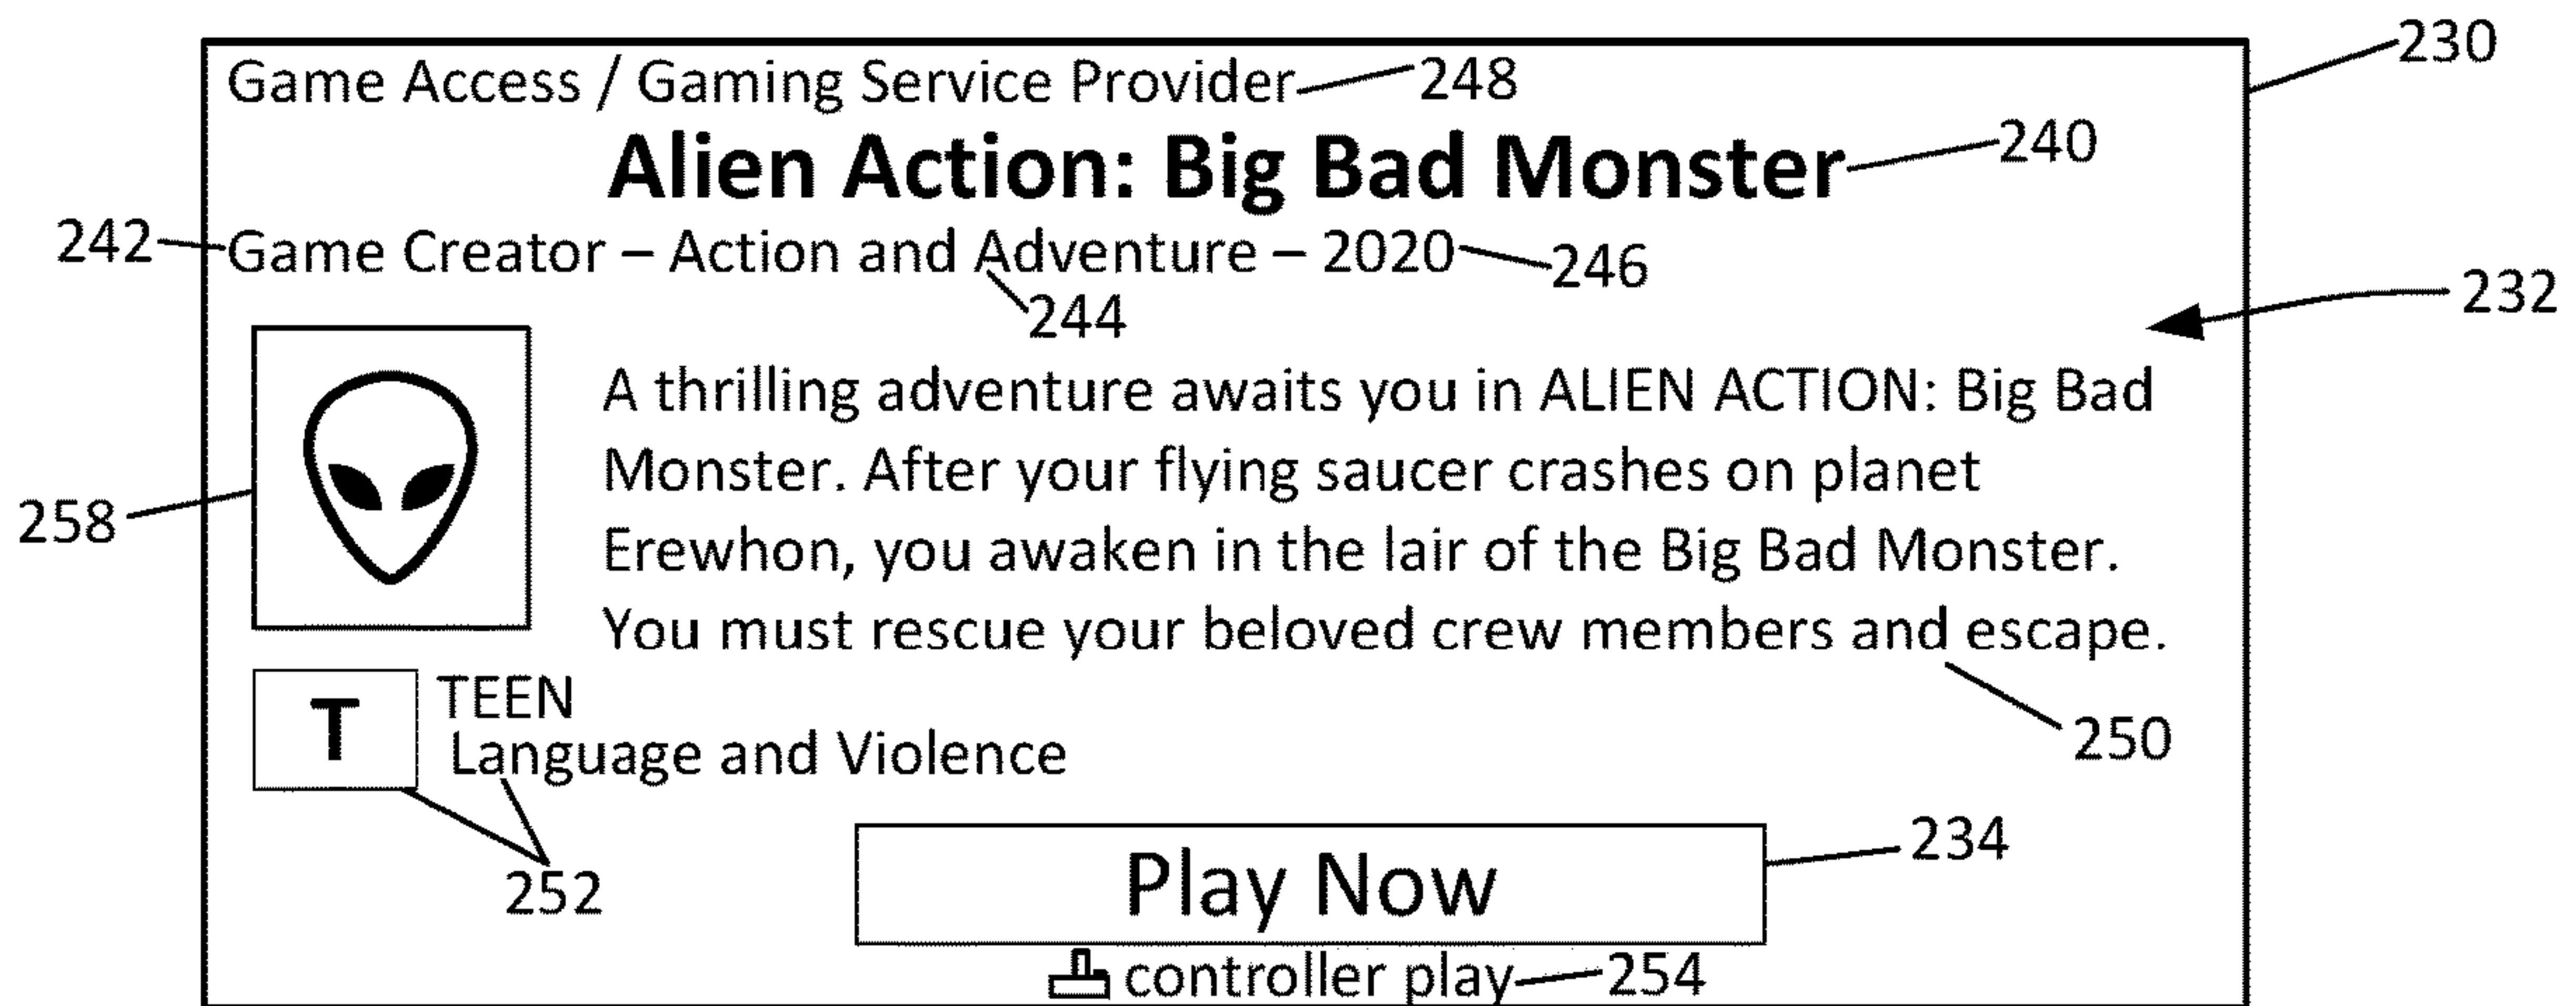 230
Game Access / Gaming Service Provider 248
Alien Action: Big Bad Monster 240
242 Game Creator – Action and Adventure – 2020 246
244
232
A thrilling adventure awaits you in ALIEN ACTION: Big Bad
Monster. After your flying saucer crashes on planet
258
Erewhon, you awaken in the lair of the Big Bad Monster.
You must rescue your beloved crew members and escape.
250
T TEEN
Language and Violence
252
Play Now 234
controller play 254